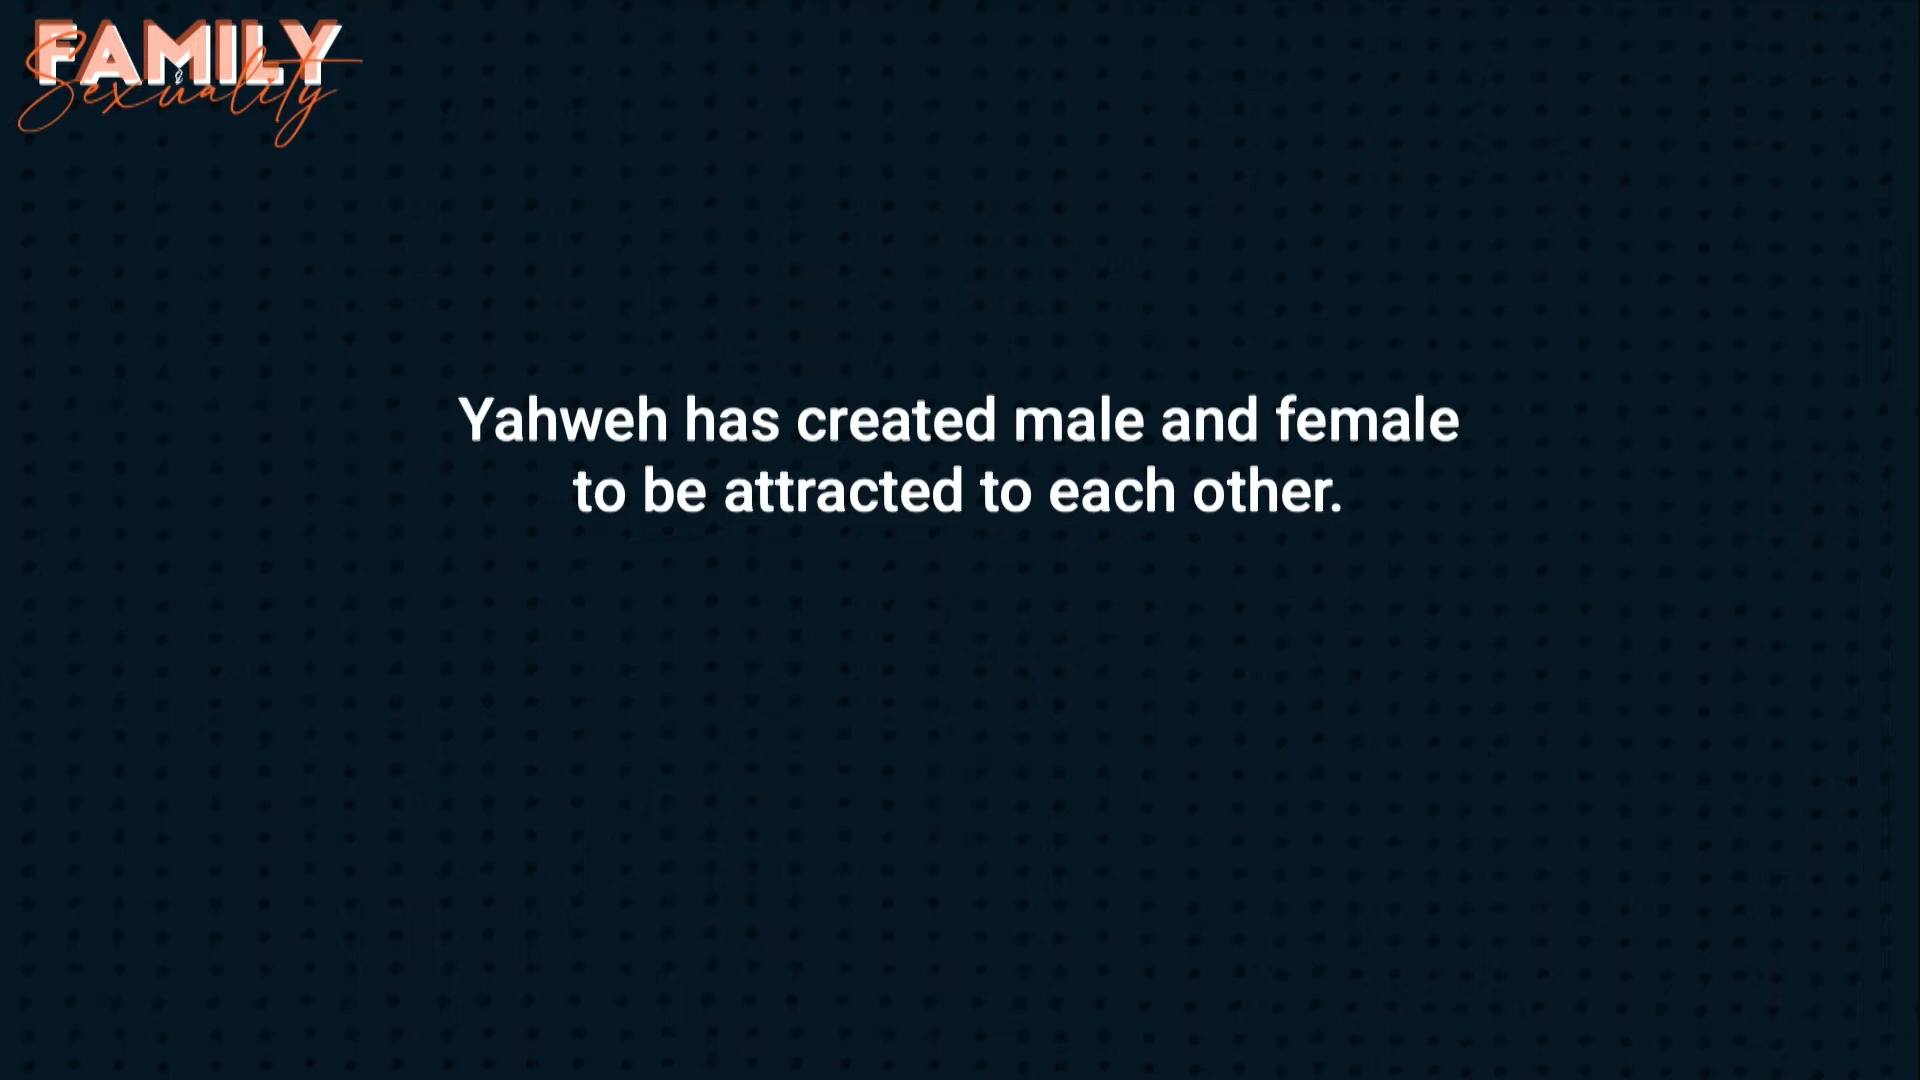 FAMILY
&
Sexuality
Yahweh has created male and female
to be attracted to each other.